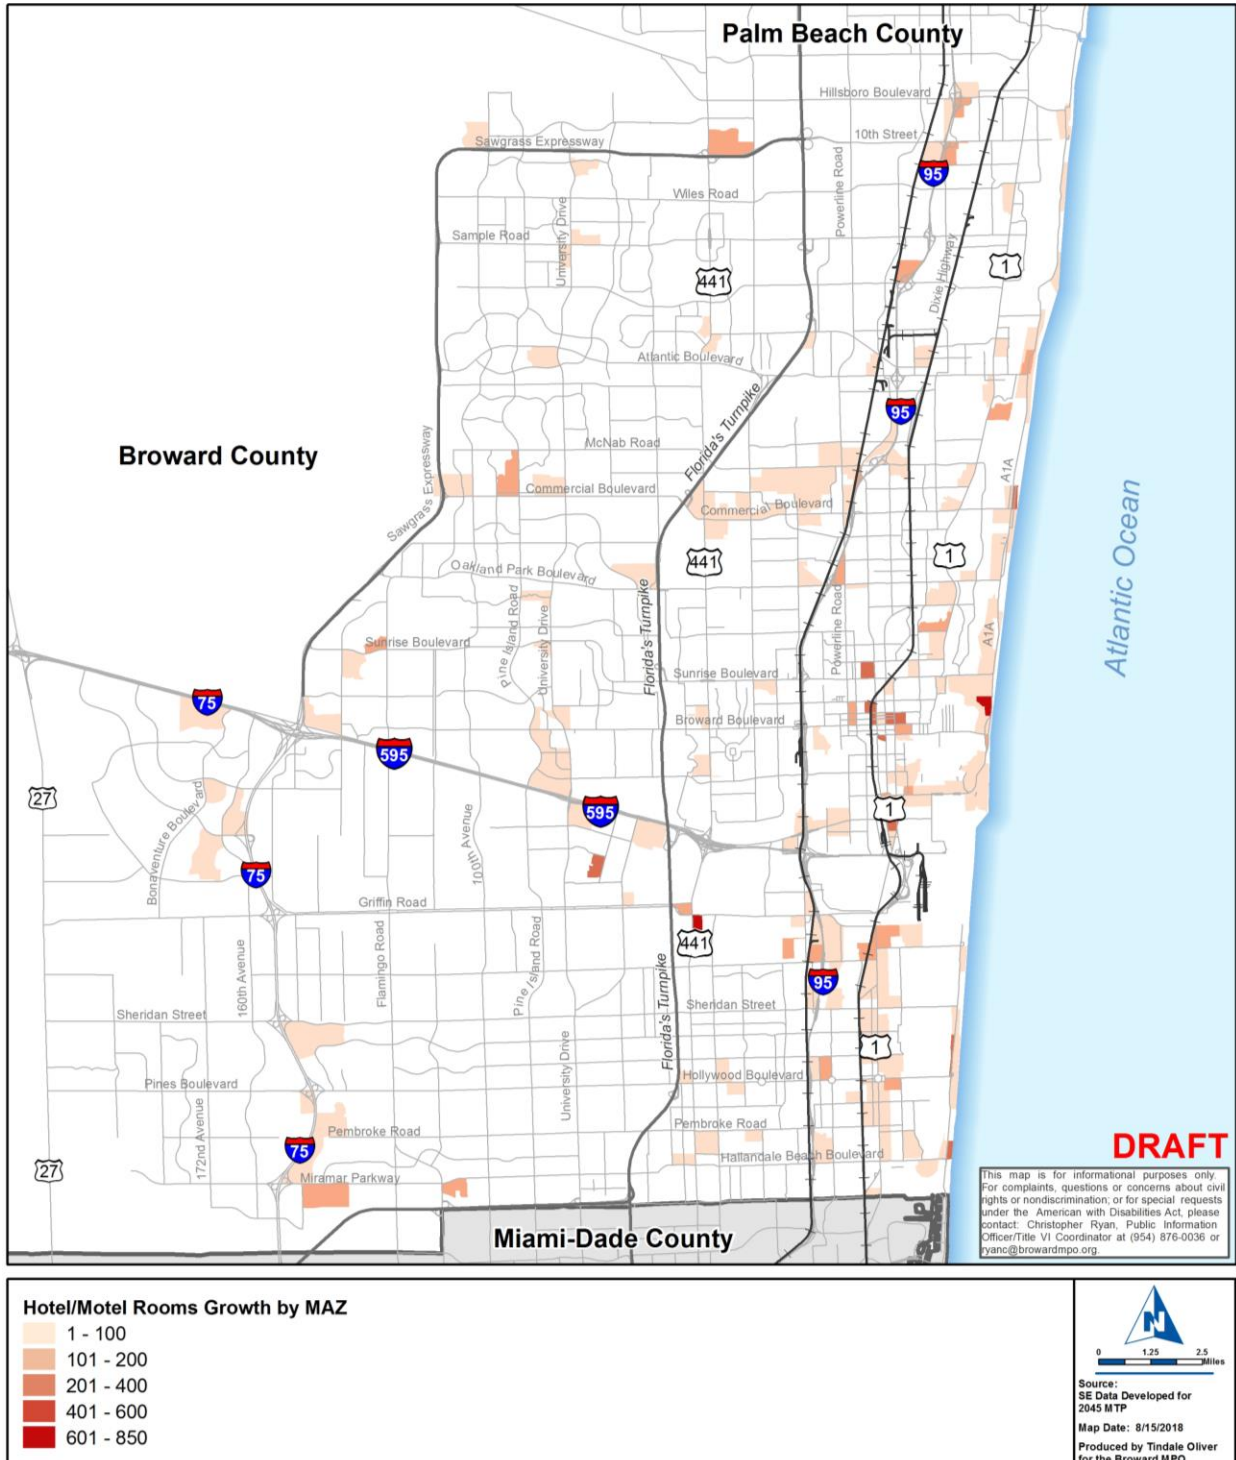 Palm Beach County
Hillsboro Boulevard
10th Street
Sawgrass Expressway
Powerline Road
95
Wiles Road
University Drive
Sample Road
Dixie Highway
1
441
Atlantic Boulevard
95
Florida's Turnpike
McNab Road
Broward County
Sawgrass Expressway
A1A
Commercial Boulevard
Commercial Boulevard
Atlantic Ocean
441
1
Oakland Park Boulevard
Pine Island Road
University Drive
Florida's Turnpike
Powerline Road
A1A
Sunrise Boulevard
Sunrise Boulevard
75
Broward Boulevard
595
27
Bonaventure Boulevard
595
1
100th Avenue
75
Griffin Road
441
160th Avenue
Flamingo Road
Pine Island Road
Florida's Turnpike
95
Sheridan Street
Sheridan Street
1
University Drive
Hollywood Boulevard
Pines Boulevard
172nd Avenue
Pembroke Road
Pembroke Road
75
Hallandale Beach Boulevard
27
Miramar Parkway
Miami-Dade County
DRAFT
This map is for informational purposes only.
For complaints, questions or concerns about civil
rights or nondiscrimination; or for special requests
under the American with Disabilities Act, please
contact: Christopher Ryan, Public Information
Officer/Title VI Coordinator at (954) 876-0036 or
ryanc@browardmpo.org.
Hotel/Motel Rooms Growth by MAZ
1 - 100
101 - 200
201 - 400
401 - 600
601 - 850
N
0 1.25 2.5
Miles
Source:
SE Data Developed for
2045 MTP
Map Date: 8/15/2018
Produced by Tindale Oliver
for the Broward MPO